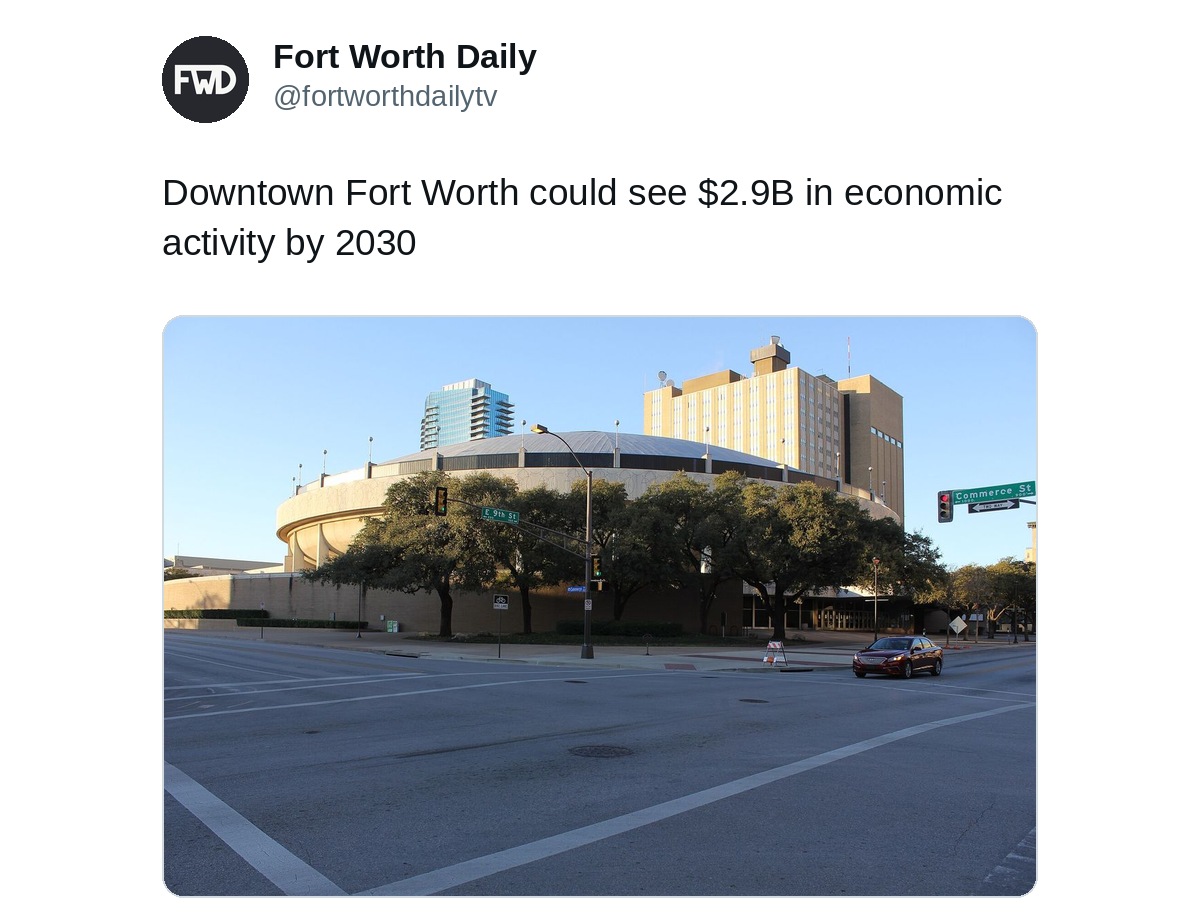 FWD
Fort Worth Daily
@fortworthdailytv
Downtown Fort Worth could see $2.9B in economic
activity by 2030
E 9th St
Commerce St